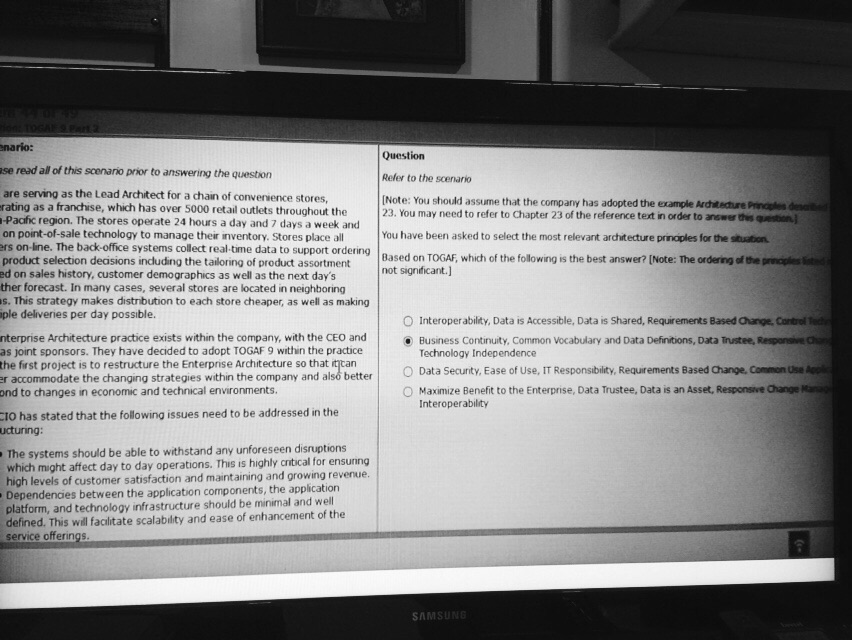 enario:
ase read all of this scenario prior to answering the question
are serving as the Lead Architect for a chain of convenience stores,
rating as a franchise, which has over 5000 retail outlets throughout the
-Pacific region. The stores operate 24 hours a day and 7 days a week and
on point-of-sale technology to manage their inventory. Stores place all
ers on-line. The back-office systems collect real-time data to support ordering
product selection decisions including the tailoring of product assortment
ed on sales history, customer demographics as well as the next day's
ther forecast. In many cases, several stores are located in neighboring
s. This strategy makes distribution to each store cheaper, as well as making
iple deliveries per day possible.
nterprise Architecture practice exists within the company, with the CEO and
as joint sponsors. They have decided to adopt TOGAF 9 within the practice
the first project is to restructure the Enterprise Architecture so that it can
er accommodate the changing strategies within the company and also better
ond to changes in economic and technical environments.
CIO has stated that the following issues need to be addressed in the
ucturing:
The systems should be able to withstand any unforeseen disruptions
which might affect day to day operations. This is highly critical for ensuring
high levels of customer satisfaction and maintaining and growing revenue.
Dependencies between the application components, the application
platform, and technology infrastructure should be minimal and well
defined. This will facilitate scalability and ease of enhancement of the
service offerings.
Question
Refer to the scenario
[Note: You should assume that the company has adopted the example Architecture Principles described
23. You may need to refer to Chapter 23 of the reference text in order to answer this question.]
You have been asked to select the most relevant architecture principles for the situation.
Based on TOGAF, which of the following is the best answer? [Note: The ordering of the principles listed
not significant.]
Interoperability, Data is Accessible, Data is Shared, Requirements Based Change, Control Tech
Business Continuity, Common Vocabulary and Data Definitions, Data Trustee, Responsive Chan
Technology Independence
Data Security, Ease of Use, IT Responsibility, Requirements Based Change, Common Use Applic
Maximize Benefit to the Enterprise, Data Trustee, Data is an Asset, Responsive Change Manag
Interoperability
SAMSUNG